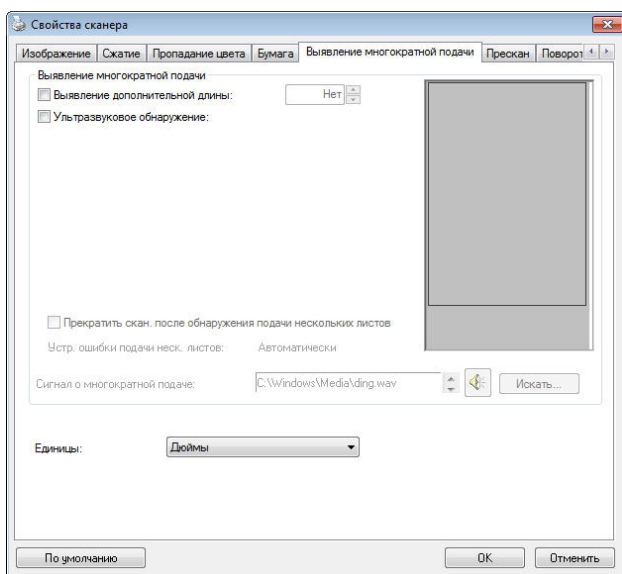 Свойства сканера
Изображение Сжатие Пропадание цвета Бумага Выявление многократной подачи Прескан Поворот
Выявление многократной подачи
Выявление дополнительной длины: Нет
Ультразвуковое обнаружение:
Прекратить скан. после обнаружения подачи нескольких листов
Устр. ошибки подачи неск. листов: Автоматически
Сигнал о многократной подаче: C:\Windows\Media\ding.wav Искать...
Единицы: Дюймы
По умолчанию OK Отменить